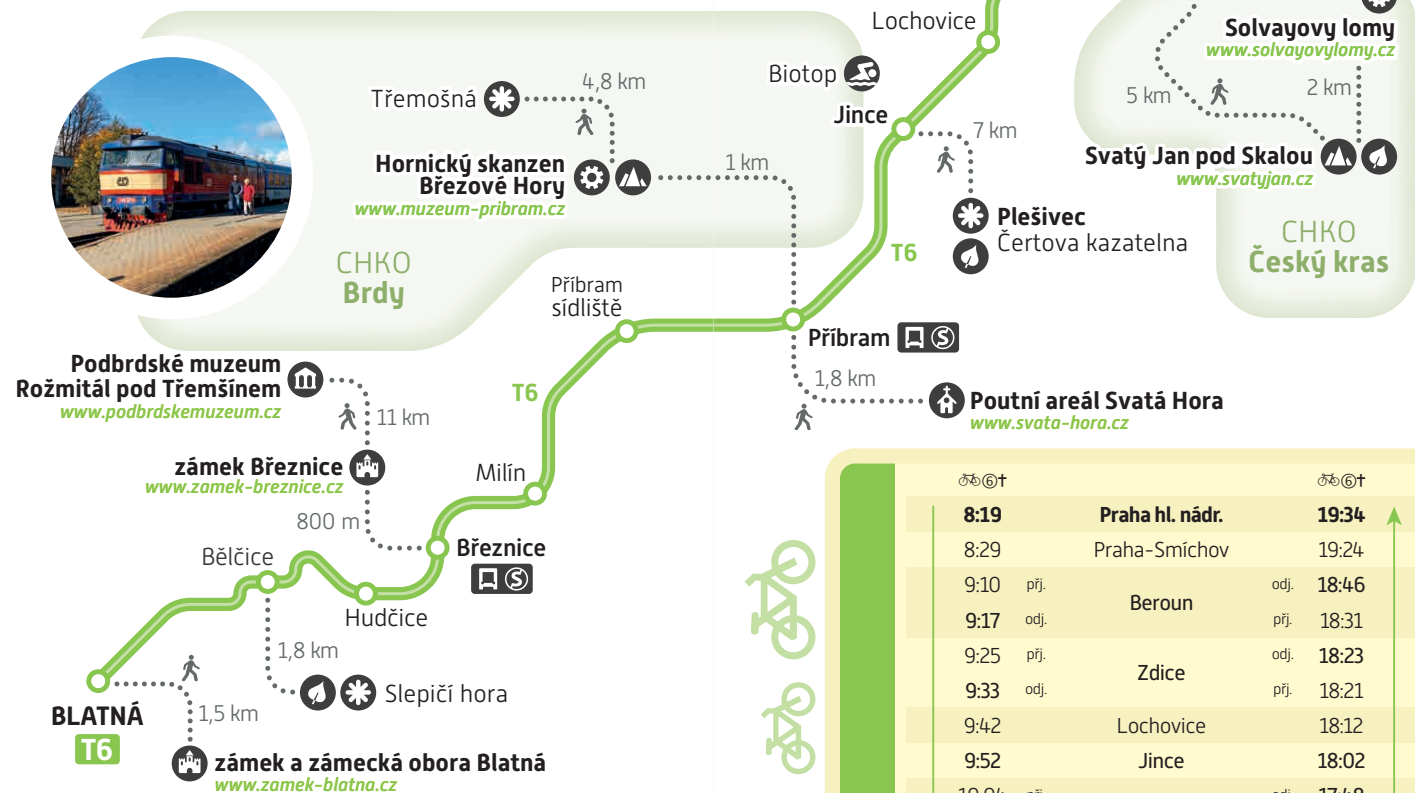 Lochovice
Solvayovy lomy
www.solvayovylomy.cz
Biotop
4,8 km
Třemošná
5 km
2 km
Jince
7 km
Hornický skanzen
Březové Hory
www.muzeum-pribram.cz
1 km
Svatý Jan pod Skalou
www.svatyjan.cz
Plešivec
Čertova kazatelna
T6
CHKO
Český kras
CHKO
Brdy
Příbram
sídliště
Příbram
S
Podbrdské muzeum
Rožmitál pod Třemšínem
www.podbrdskemuzeum.cz
T6
1,8 km
Poutní areál Svatá Hora
www.svata-hora.cz
11 km
zámek Březnice
www.zamek-breznice.cz
Milín
800 m
Březnice
S
Bělčice
Hudčice
1,8 km
Slepičí hora
BLATNÁ
T6
1,5 km
zámek a zámecká obora Blatná
www.zamek-blatna.cz
⑥† ⑥†
8:19 Praha hl. nádr. 19:34
8:29 Praha-Smíchov 19:24
9:10 příj. Beroun odj. 18:46
9:17 odj. přj. 18:31
9:25 přj. Zdice odj. 18:23
9:33 odj. přj. 18:21
9:42 Lochovice 18:12
9:52 Jince 18:02